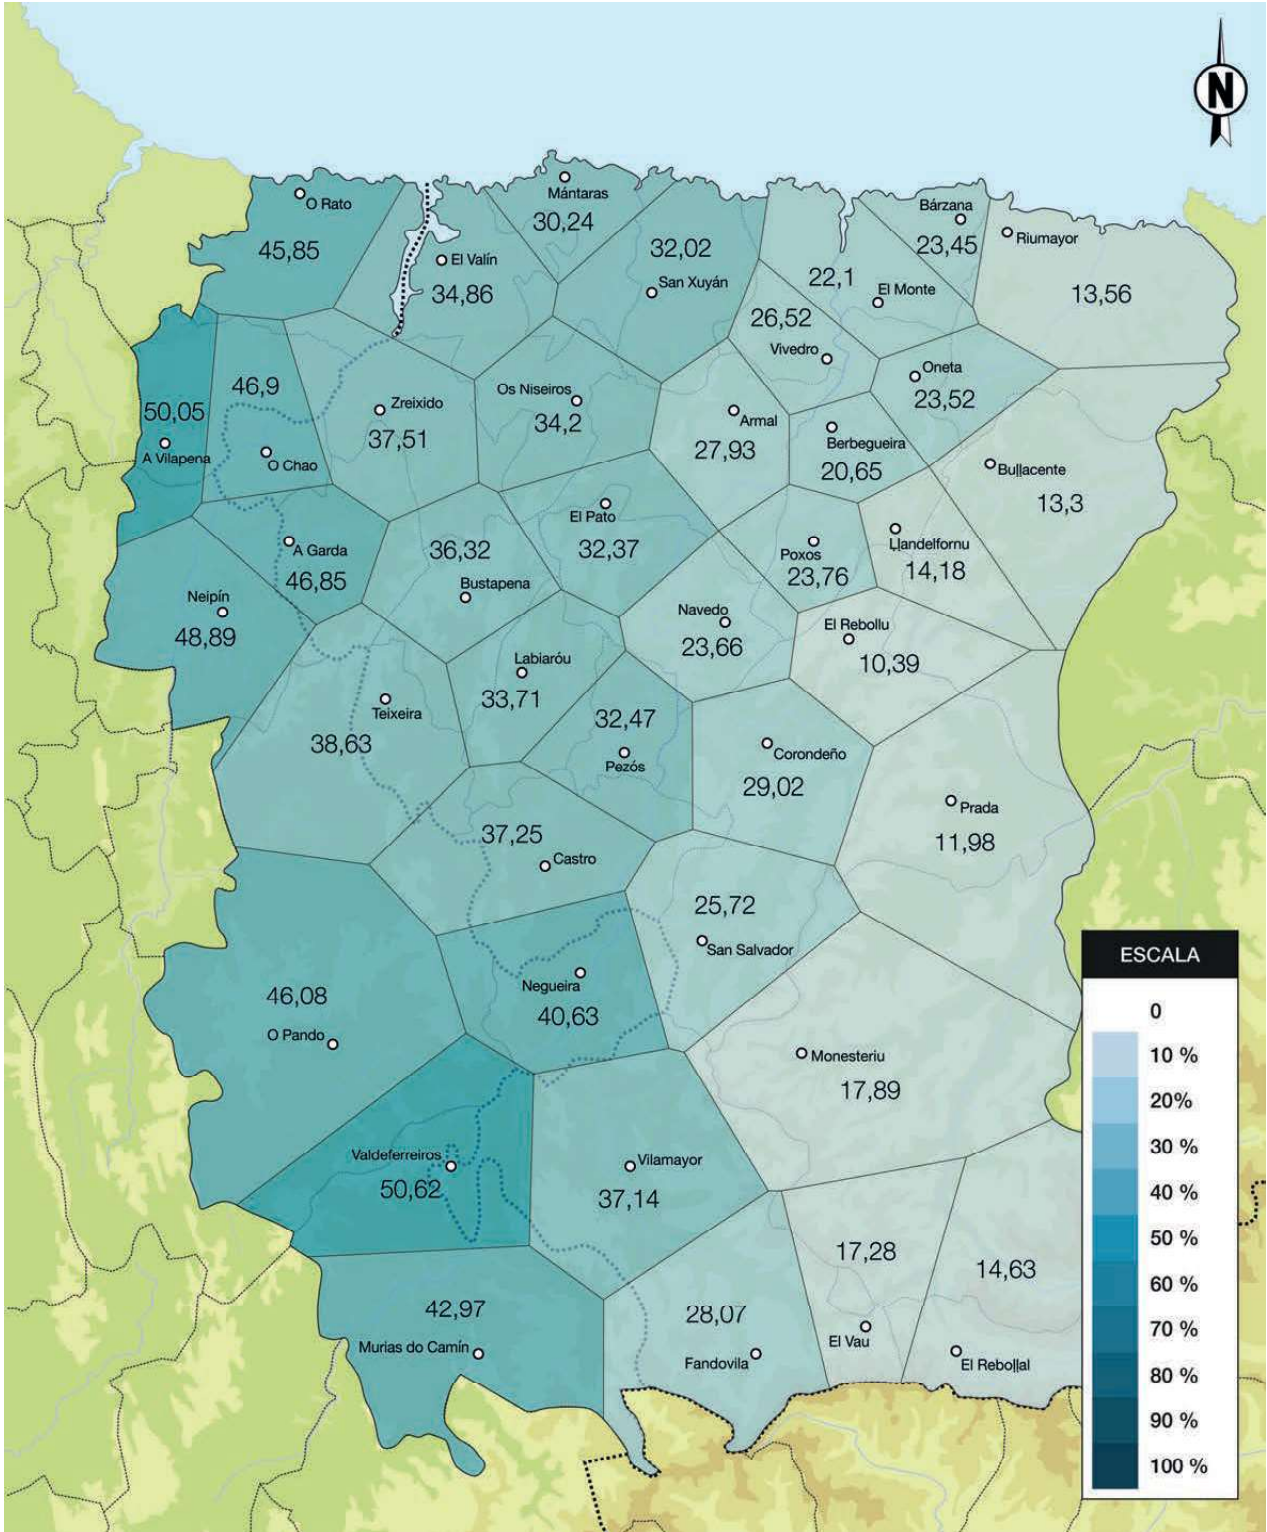 N
Mántaras
30,24
O Rato
45,85
Bárzana
23,45
Riumayor
13,56
El Valín
34,86
32,02
San Xuyán
22,1
El Monte
26,52
Vivedro
Oneta
23,52
46,9
O Chao
50,05
A Vilapena
Zreixido
37,51
Os Niseiros
34,2
Armal
27,93
Berbegueira
20,65
Buḷḷacente
13,3
El Pato
32,37
A Garda
46,85
36,32
Bustapena
Poxos
23,76
Ḷḷandelfornu
14,18
Neipín
48,89
Navedo
23,66
El Rebollu
10,39
Labiaróu
33,71
Teixeira
38,63
32,47
Pezós
Corondeño
29,02
Prada
11,98
37,25
Castro
25,72
San Salvador
Negueira
40,63
46,08
O Pando
Monesteriu
17,89
Valdeferreiros
50,62
Vilamayor
37,14
17,28
El Vau
14,63
El Reboḷḷal
42,97
Murias do Camín
28,07
Fandovila
ESCALA
0
10 %
20%
30 %
40 %
50 %
60 %
70 %
80 %
90 %
100 %